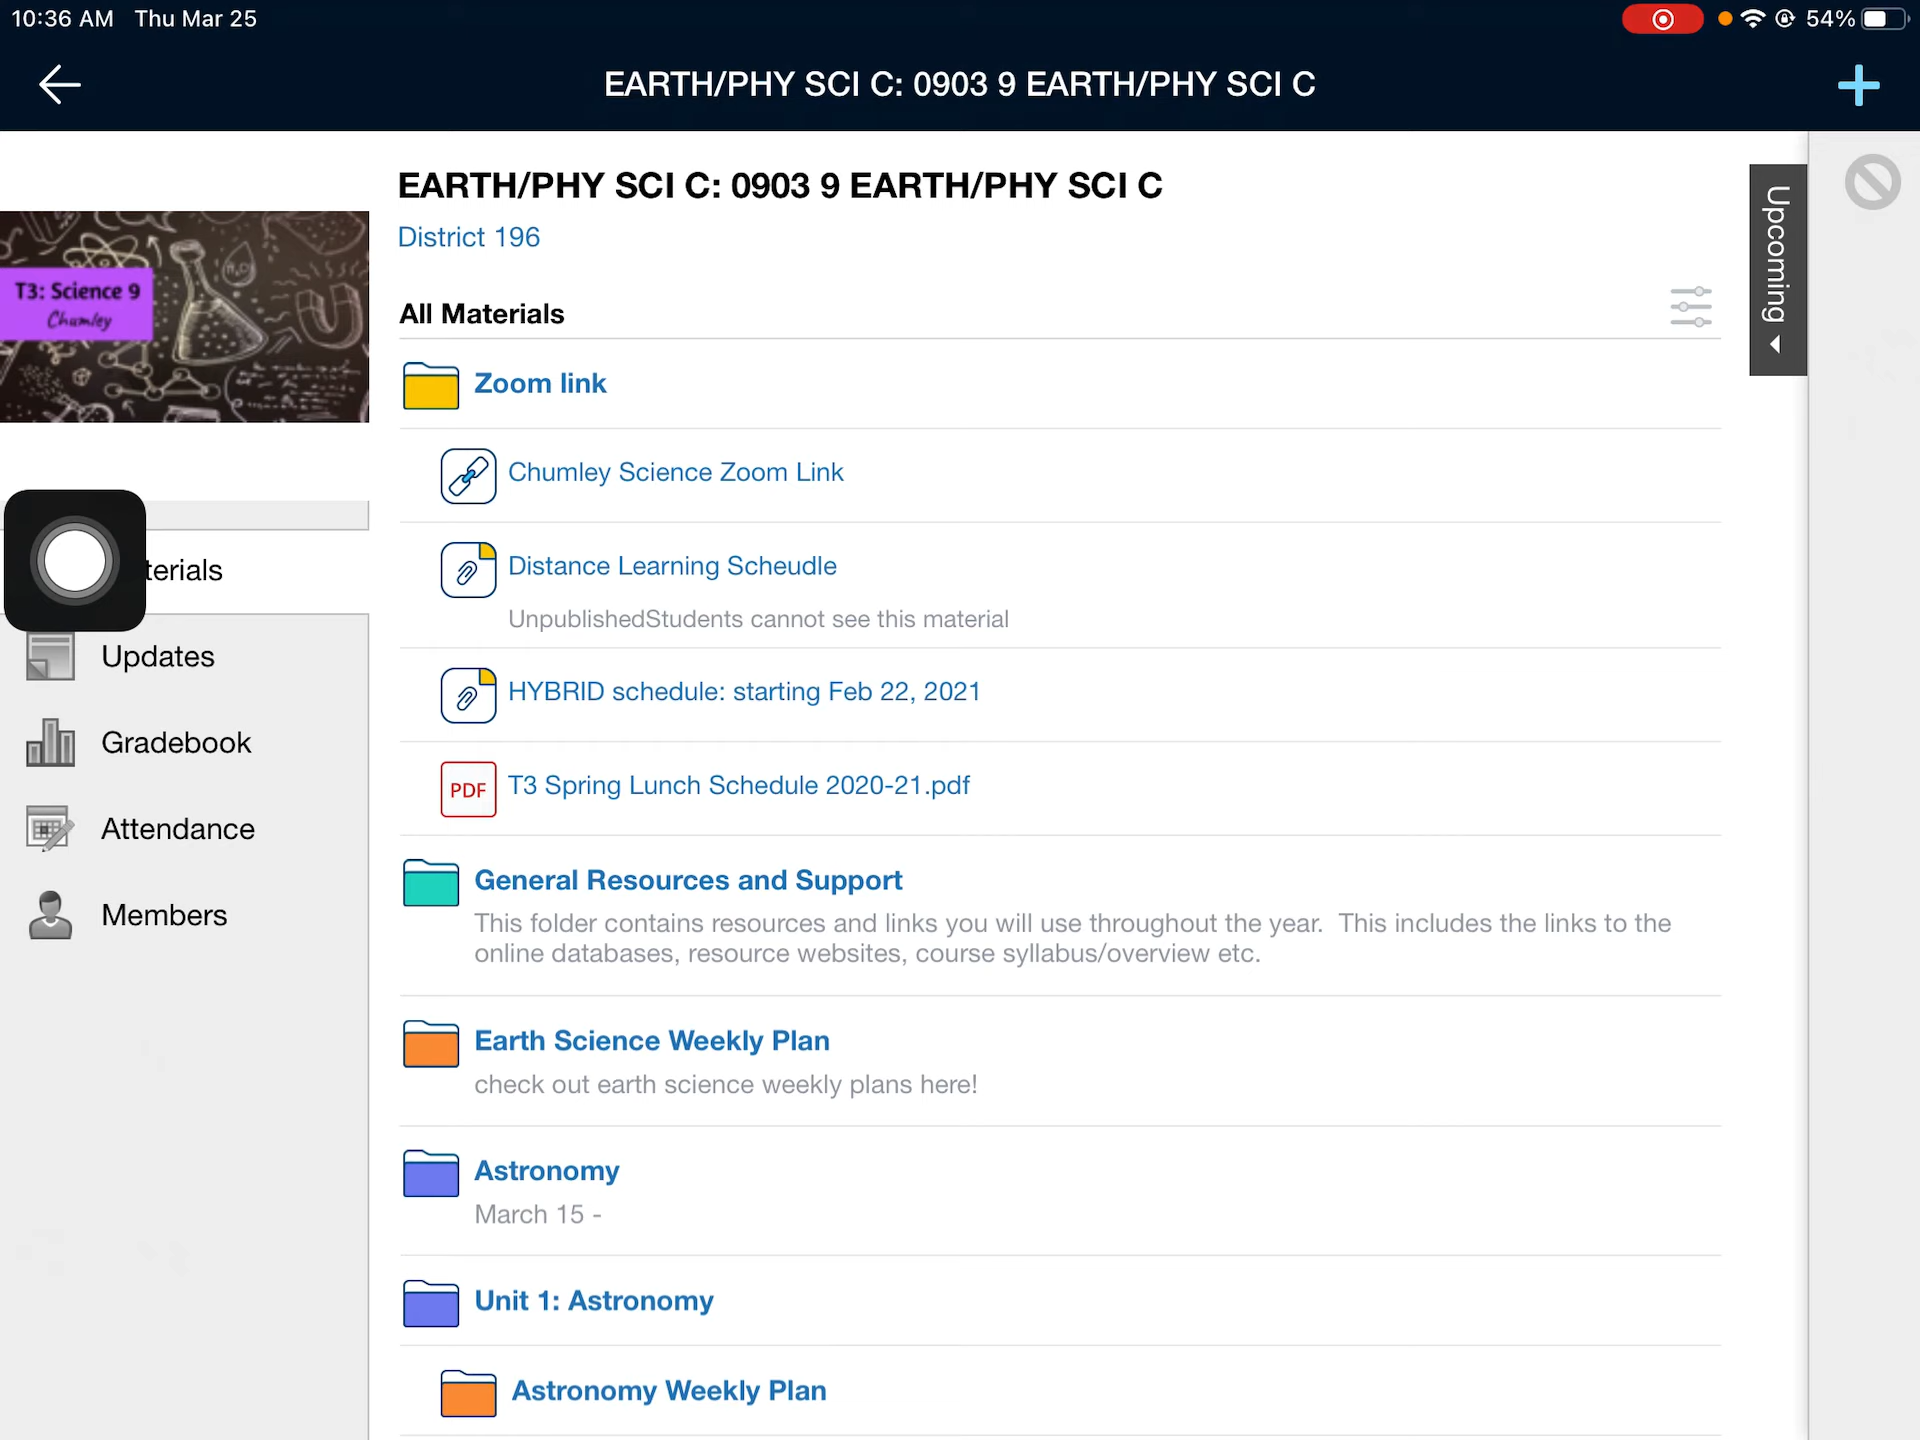 10:36 AM Thu Mar 25
54%
EARTH/PHY SCI C: 0903 9 EARTH/PHY SCI C
EARTH/PHY SCI C: 0903 9 EARTH/PHY SCI C
District 196
Upcoming
T3: Science 9
Chumley
All Materials
Zoom link
Chumley Science Zoom Link
Distance Learning Scheudle
UnpublishedStudents cannot see this material
HYBRID schedule: starting Feb 22, 2021
PDF
T3 Spring Lunch Schedule 2020-21.pdf
General Resources and Support
This folder contains resources and links you will use throughout the year.  This includes the links to the
online databases, resource websites, course syllabus/overview etc.
Earth Science Weekly Plan
check out earth science weekly plans here!
Astronomy
March 15 -
Unit 1: Astronomy
Astronomy Weekly Plan
terials
Updates
Gradebook
Attendance
Members